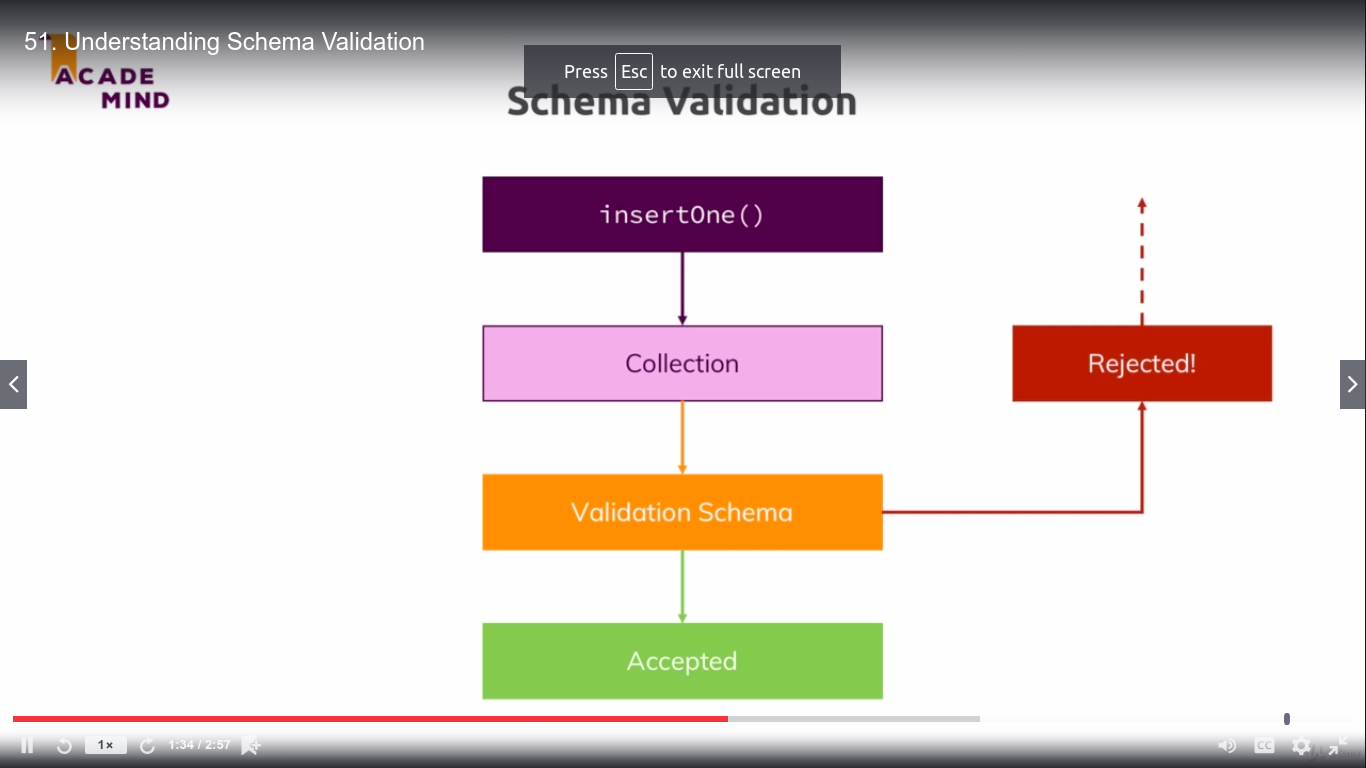 51. Understanding Schema Validation
Press Esc to exit full screen
ACADE
MIND
Schema Validation
insertOne()
Collection
Rejected!
Validation Schema
Accepted
1x
1:34 / 2:57
CC